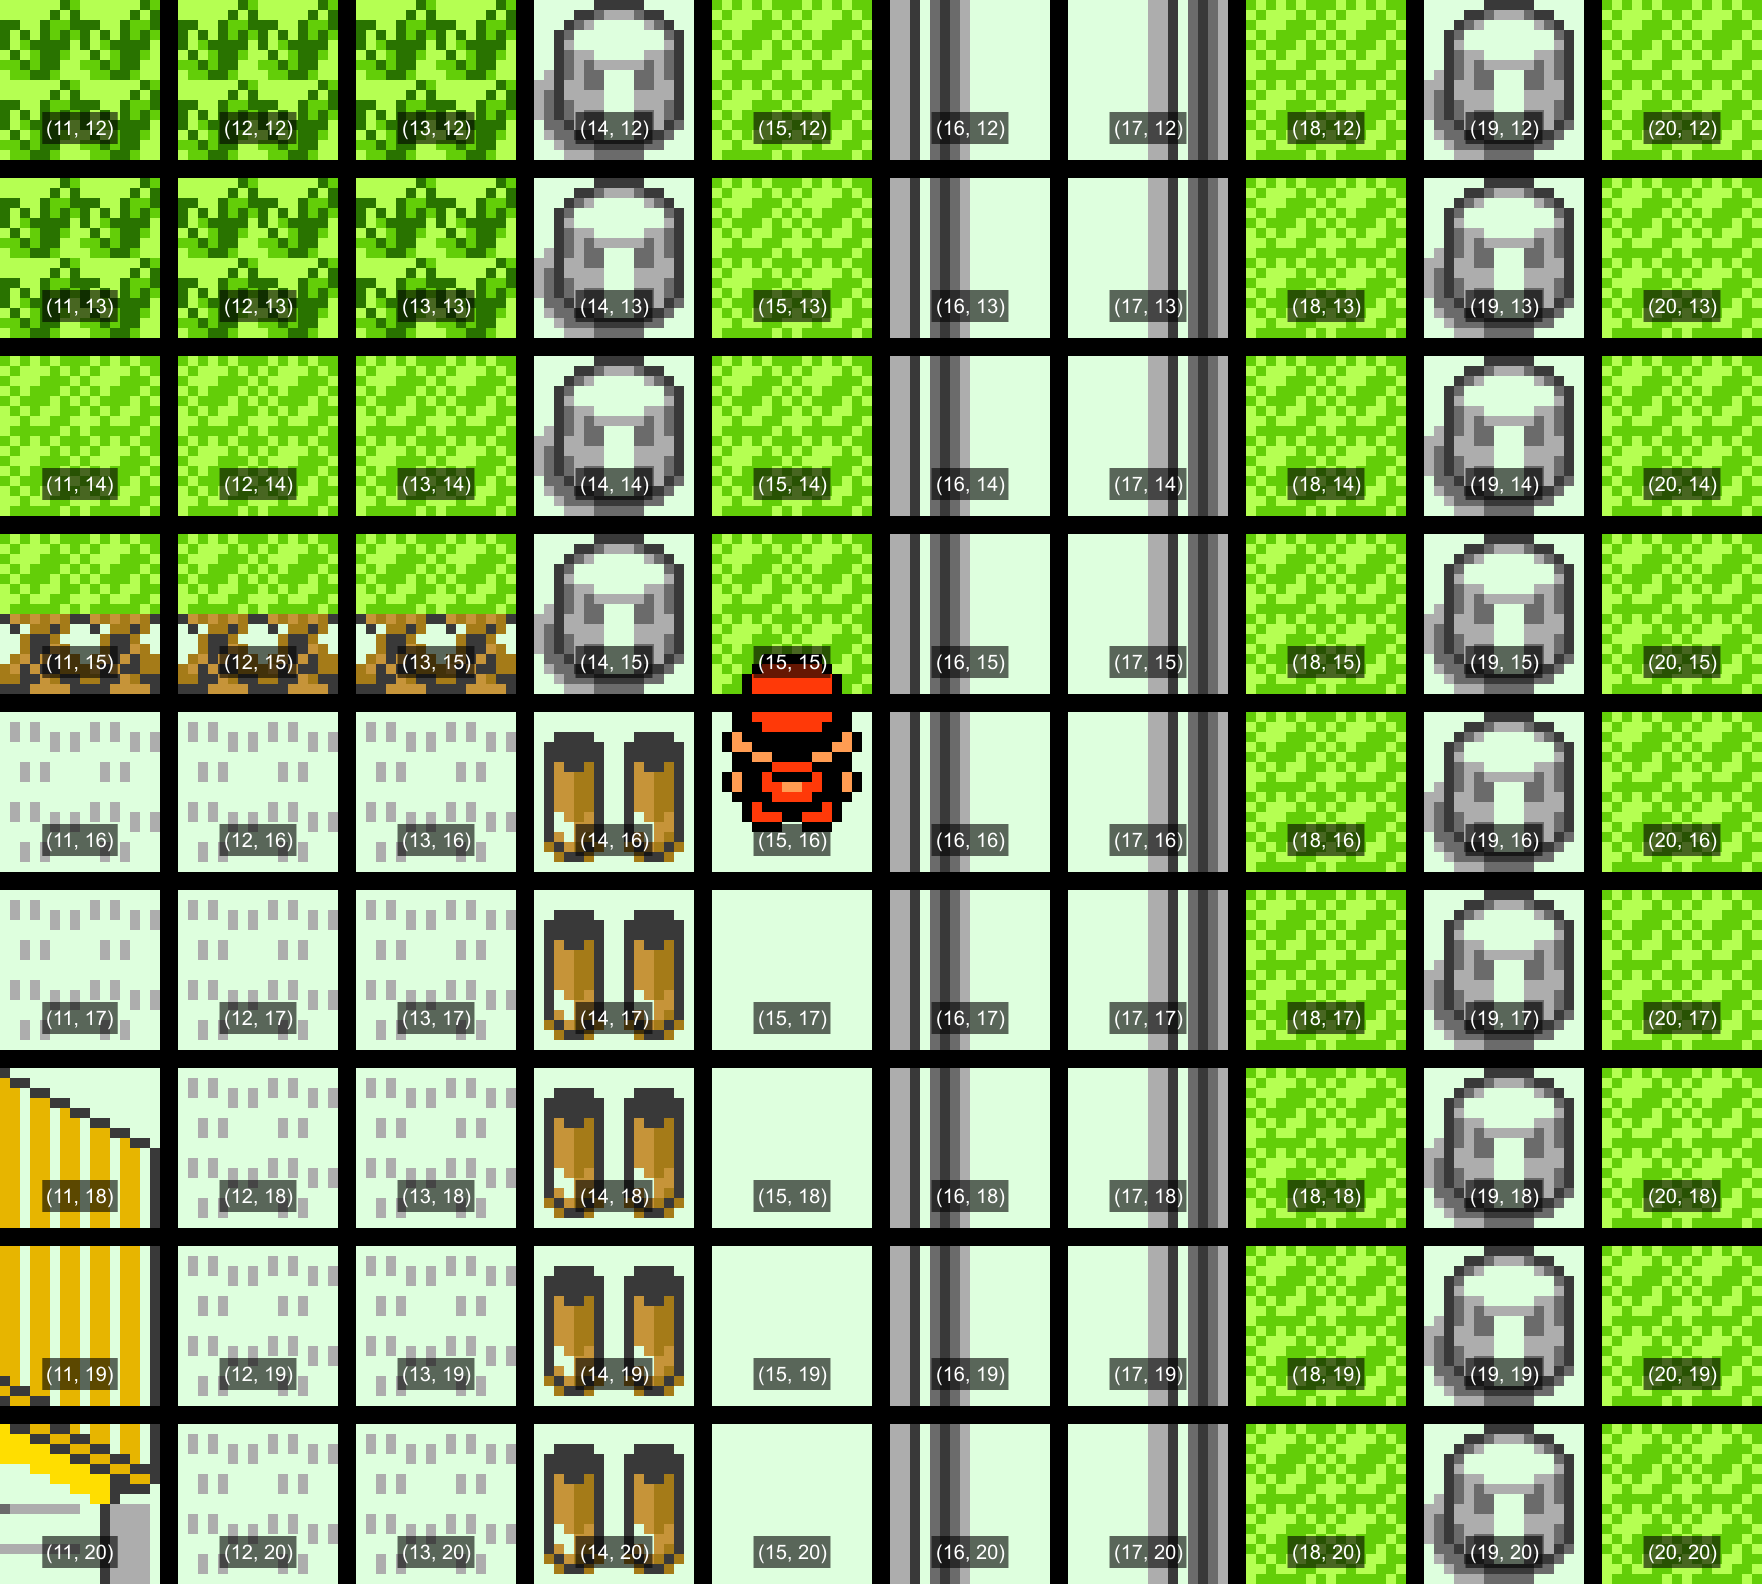 (11, 12) (12, 12) (13, 12) (14, 12) (15, 12) (16, 12) (17, 12) (18, 12) (19, 12) (20, 12)
(11, 13) (12, 13) (13, 13) (14, 13) (15, 13) (16, 13) (17, 13) (18, 13) (19, 13) (20, 13)
(11, 14) (12, 14) (13, 14) (14, 14) (15, 14) (16, 14) (17, 14) (18, 14) (19, 14) (20, 14)
(11, 15) (12, 15) (13, 15) (14, 15) (15, 15) (16, 15) (17, 15) (18, 15) (19, 15) (20, 15)
(11, 16) (12, 16) (13, 16) (14, 16) (15, 16) (16, 16) (17, 16) (18, 16) (19, 16) (20, 16)
(11, 17) (12, 17) (13, 17) (14, 17) (15, 17) (16, 17) (17, 17) (18, 17) (19, 17) (20, 17)
(11, 18) (12, 18) (13, 18) (14, 18) (15, 18) (16, 18) (17, 18) (18, 18) (19, 18) (20, 18)
(11, 19) (12, 19) (13, 19) (14, 19) (15, 19) (16, 19) (17, 19) (18, 19) (19, 19) (20, 19)
(11, 20) (12, 20) (13, 20) (14, 20) (15, 20) (16, 20) (17, 20) (18, 20) (19, 20) (20, 20)